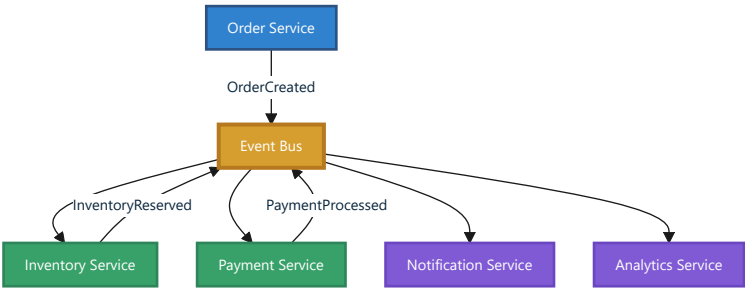 Order Service
OrderCreated
Event Bus
InventoryReserved
PaymentProcessed
Inventory Service
Payment Service
Notification Service
Analytics Service